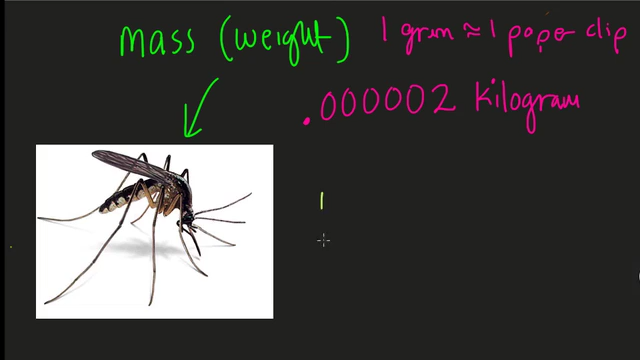 mass (weight)
1 gram ≈ 1 paper clip
.000002 kilogram
1